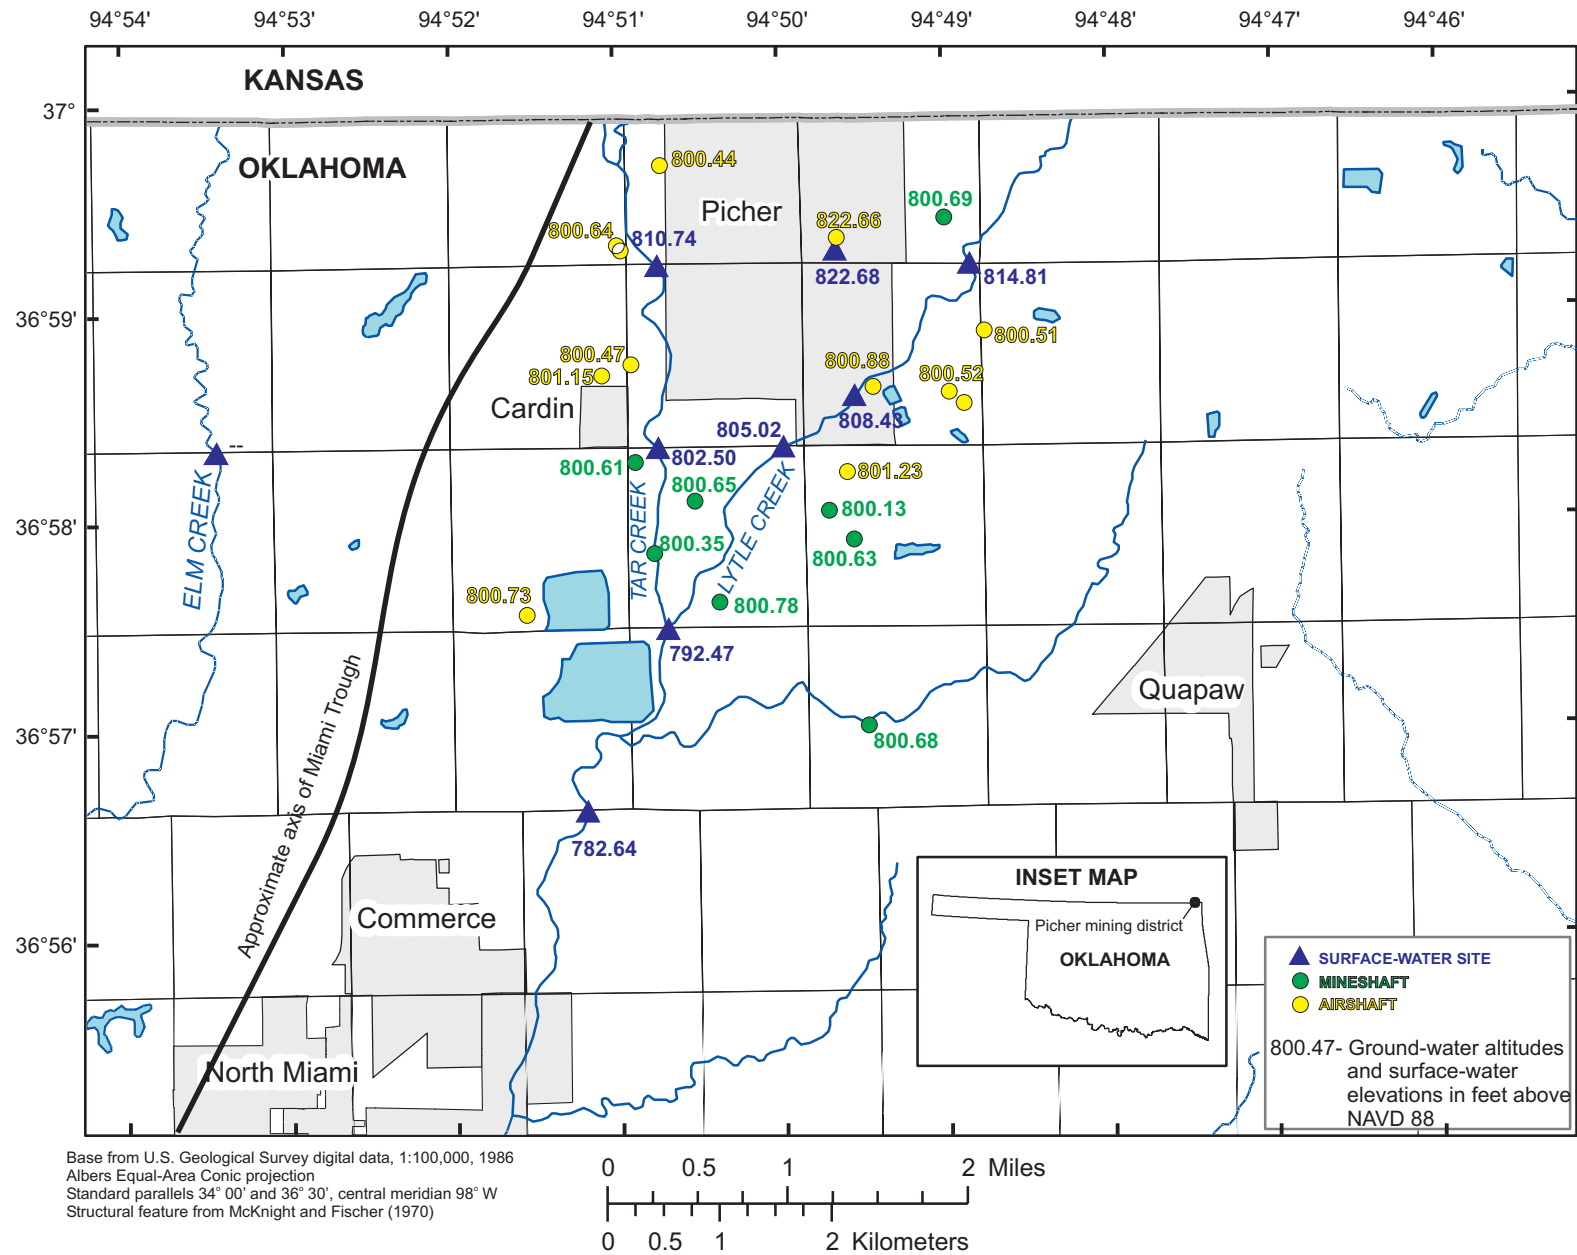 94°54'
94°53'
94°52'
94°51'
94°50'
94°49'
94°48'
94°47'
94°46'
KANSAS
37°
OKLAHOMA
800.44
Picher
800.69
800.64
810.74
822.66
822.68
814.81
36°59'
800.51
800.47
801.15
800.88
800.52
Cardin
808.43
805.02
--
802.50
800.61
801.23
800.65
ELM CREEK
TAR CREEK
LYTLE CREEK
800.13
36°58'
800.35
800.63
800.73
800.78
792.47
Quapaw
36°57'
800.68
Approximate axis of Miami Trough
782.64
INSET MAP
Picher mining district
OKLAHOMA
Commerce
36°56'
SURFACE-WATER SITE
MINESHAFT
AIRSHAFT
800.47- Ground-water altitudes
and surface-water
elevations in feet above
NAVD 88
North Miami
Base from U.S. Geological Survey digital data, 1:100,000, 1986
Albers Equal-Area Conic projection
Standard parallels 34° 00' and 36° 30', central meridian 98° W
Structural feature from McKnight and Fischer (1970)
0 0.5 1 2 Miles
0 0.5 1 2 Kilometers